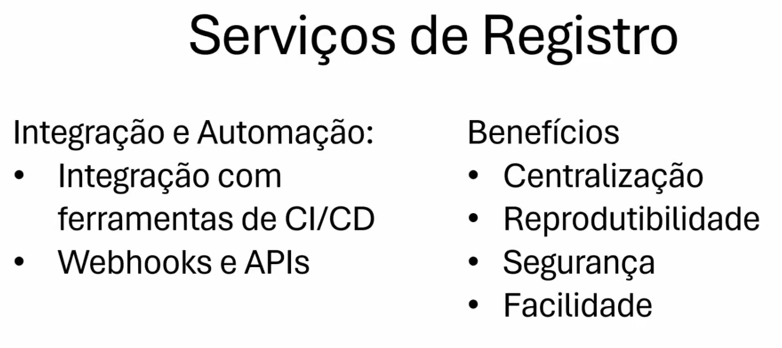 Serviços de Registro
Integração e Automação:
• Integração com
ferramentas de CI/CD
• Webhooks e APIs
Benefícios
• Centralização
• Reprodutibilidade
• Segurança
• Facilidade